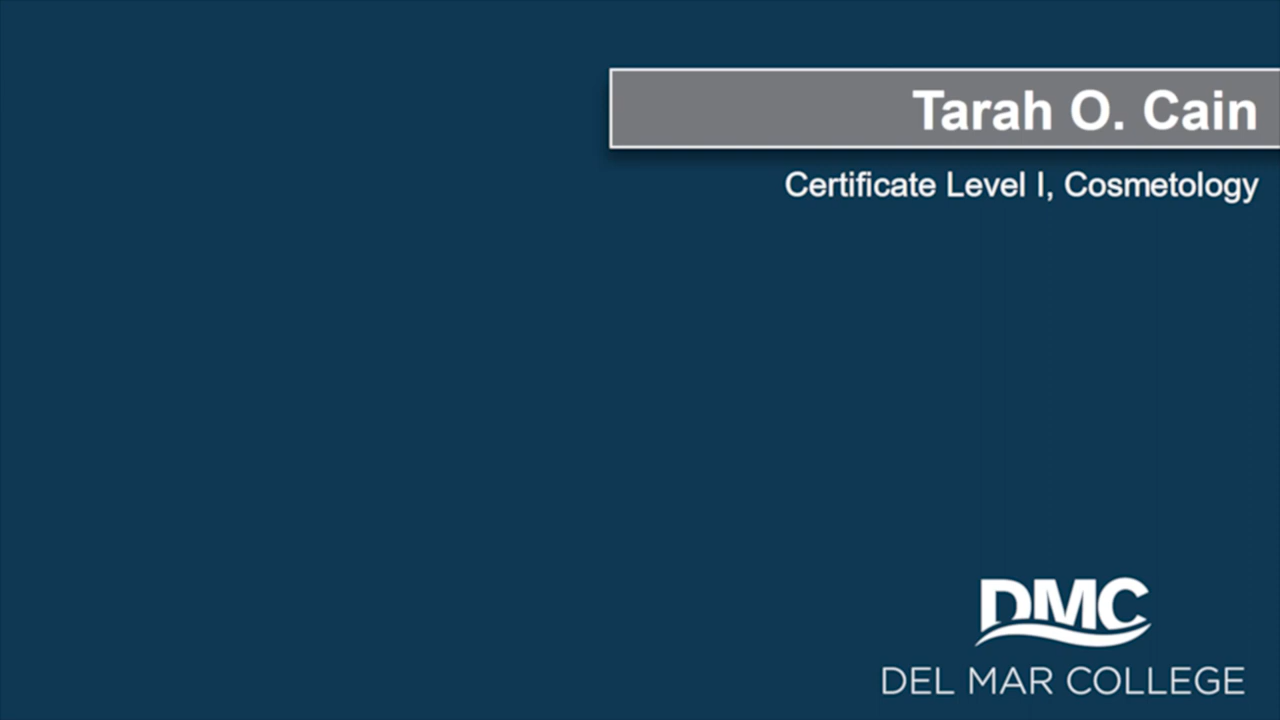 Tarah O. Cain
Certificate Level I, Cosmetology
DMC
DEL MAR COLLEGE